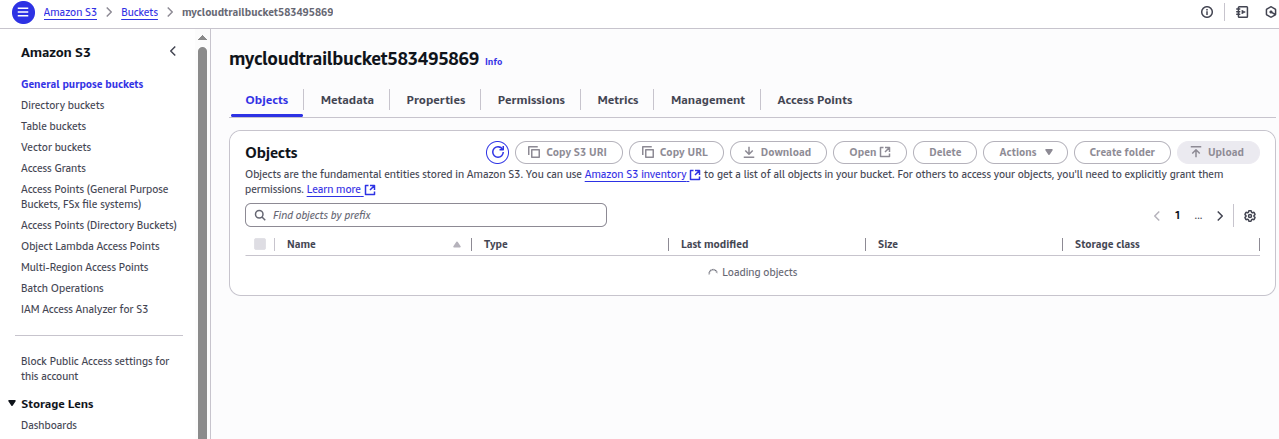 Amazon S3 > Buckets > mycloudtrailbucket583495869
Amazon S3
General purpose buckets
Directory buckets
Table buckets
Vector buckets
Access Grants
Access Points (General Purpose
Buckets, FSx file systems)
Access Points (Directory Buckets)
Object Lambda Access Points
Multi-Region Access Points
Batch Operations
IAM Access Analyzer for S3
Block Public Access settings for
this account
Storage Lens
Dashboards
mycloudtrailbucket583495869 Info
Objects Metadata Properties Permissions Metrics Management Access Points
Objects Copy S3 URI Copy URL Download Open Delete Actions Create folder Upload
Objects are the fundamental entities stored in Amazon S3. You can use Amazon S3 inventory to get a list of all objects in your bucket. For others to access your objects, you'll need to explicitly grant them
permissions. Learn more
Find objects by prefix 1 ...
Name Type Last modified Size Storage class
Loading objects